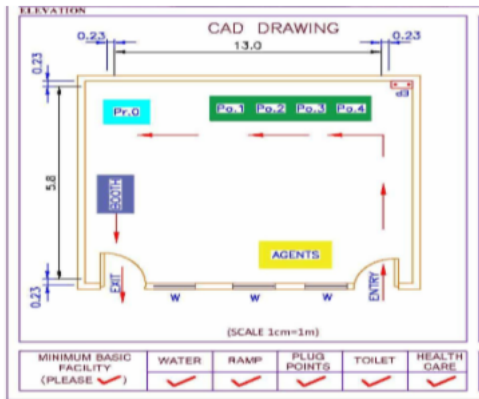 ELEVATION
CAD DRAWING
0.23 0.23
13.0
0.23
EP
Pr.O Po.1 Po.2 Po.3 Po.4
5.8
BOOTH
AGENTS
EXIT ENTRY
0.23
W W W
(SCALE 1cm=1m)
MINIMUM BASIC FACILITY (PLEASE ✓) WATER RAMP PLUG POINTS TOILET HEALTH CARE